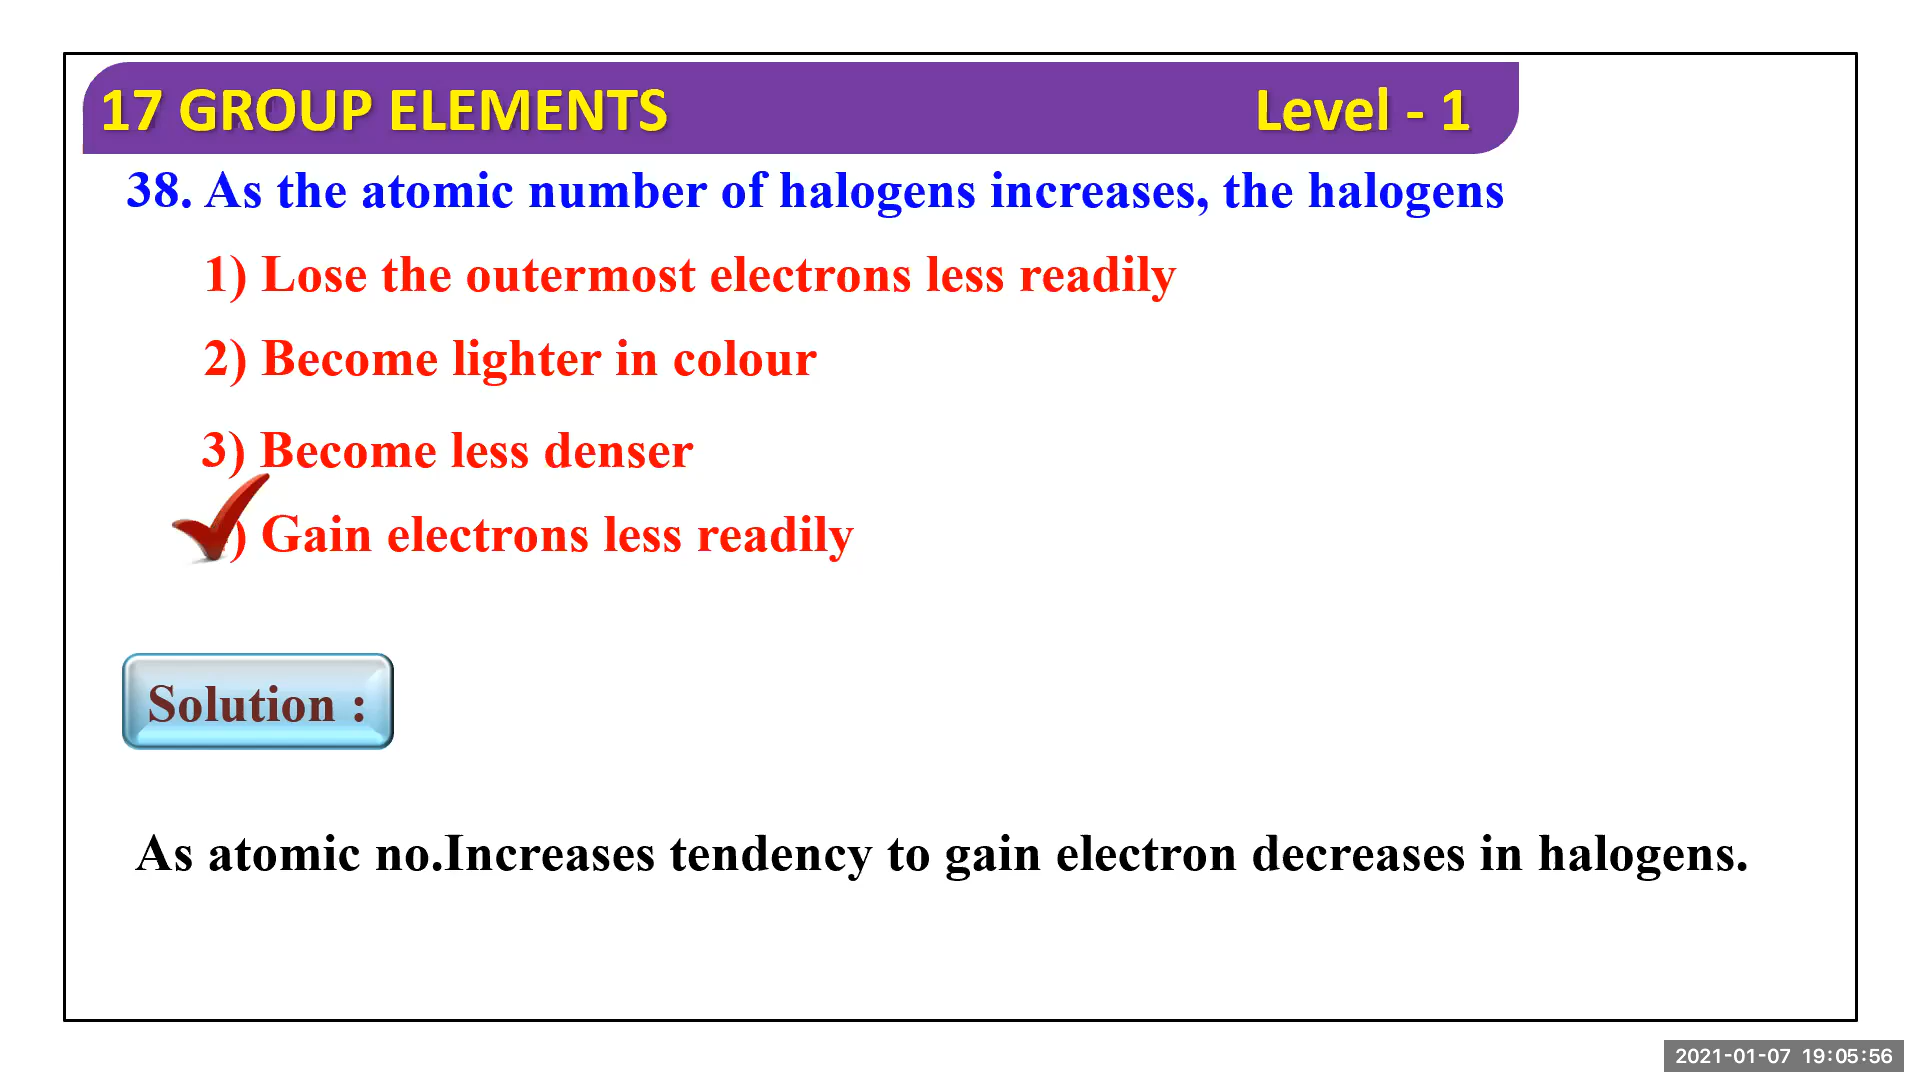 17 GROUP ELEMENTS Level - 1
38. As the atomic number of halogens increases, the halogens
1) Lose the outermost electrons less readily
2) Become lighter in colour
3) Become less denser
) Gain electrons less readily
Solution :
As atomic no.Increases tendency to gain electron decreases in halogens.
2021-01-07 19:05:56